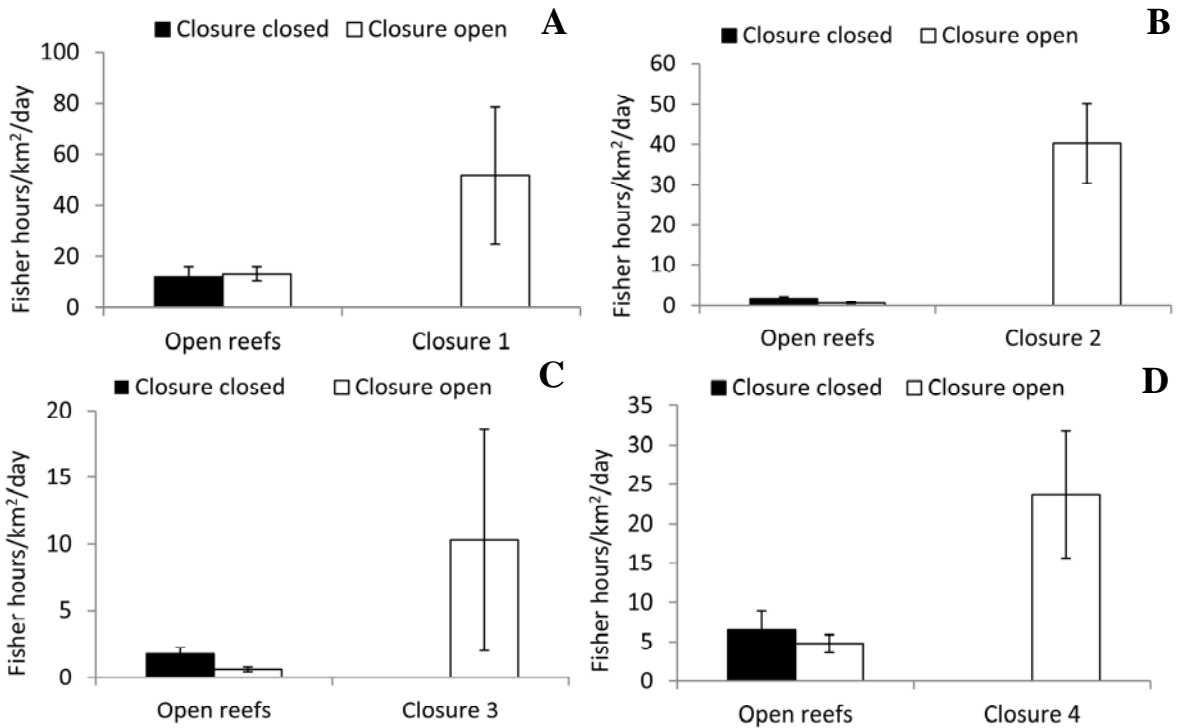 ■ Closure closed □ Closure open A
Fisher hours/km²/day
100
80
60
40
20
0
Open reefs Closure 1
■ Closure closed □ Closure open B
Fisher hours/km²/day
60
50
40
30
20
10
0
Open reefs Closure 2
■ Closure closed □ Closure open C
Fisher hours/km²/day
20
15
10
5
0
Open reefs Closure 3
■ Closure closed □ Closure open D
Fisher hours/km²/day
35
30
25
20
15
10
5
0
Open reefs Closure 4